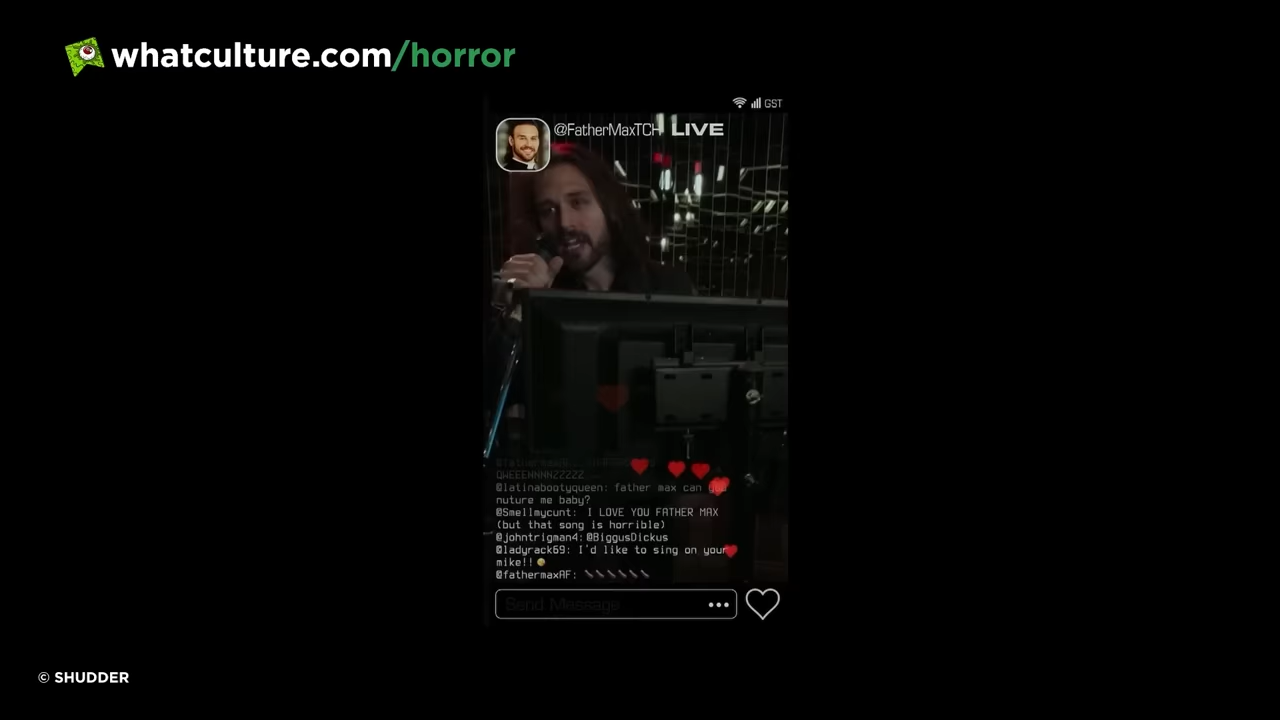 whatculture.com/horror
GST
@FatherMaxTCH LIVE
QWEEENNNNZZZZZ
@latinabootyqueen: father max can you
nuture me baby?
@Smellmycunt: I LOVE YOU FATHER MAX
(but that song is horrible)
@johntrigman4: @BiggusDickus
@ladyrack69: I'd like to sing on your
mike!!
@fathermaxAF:
Send Message
© SHUDDER